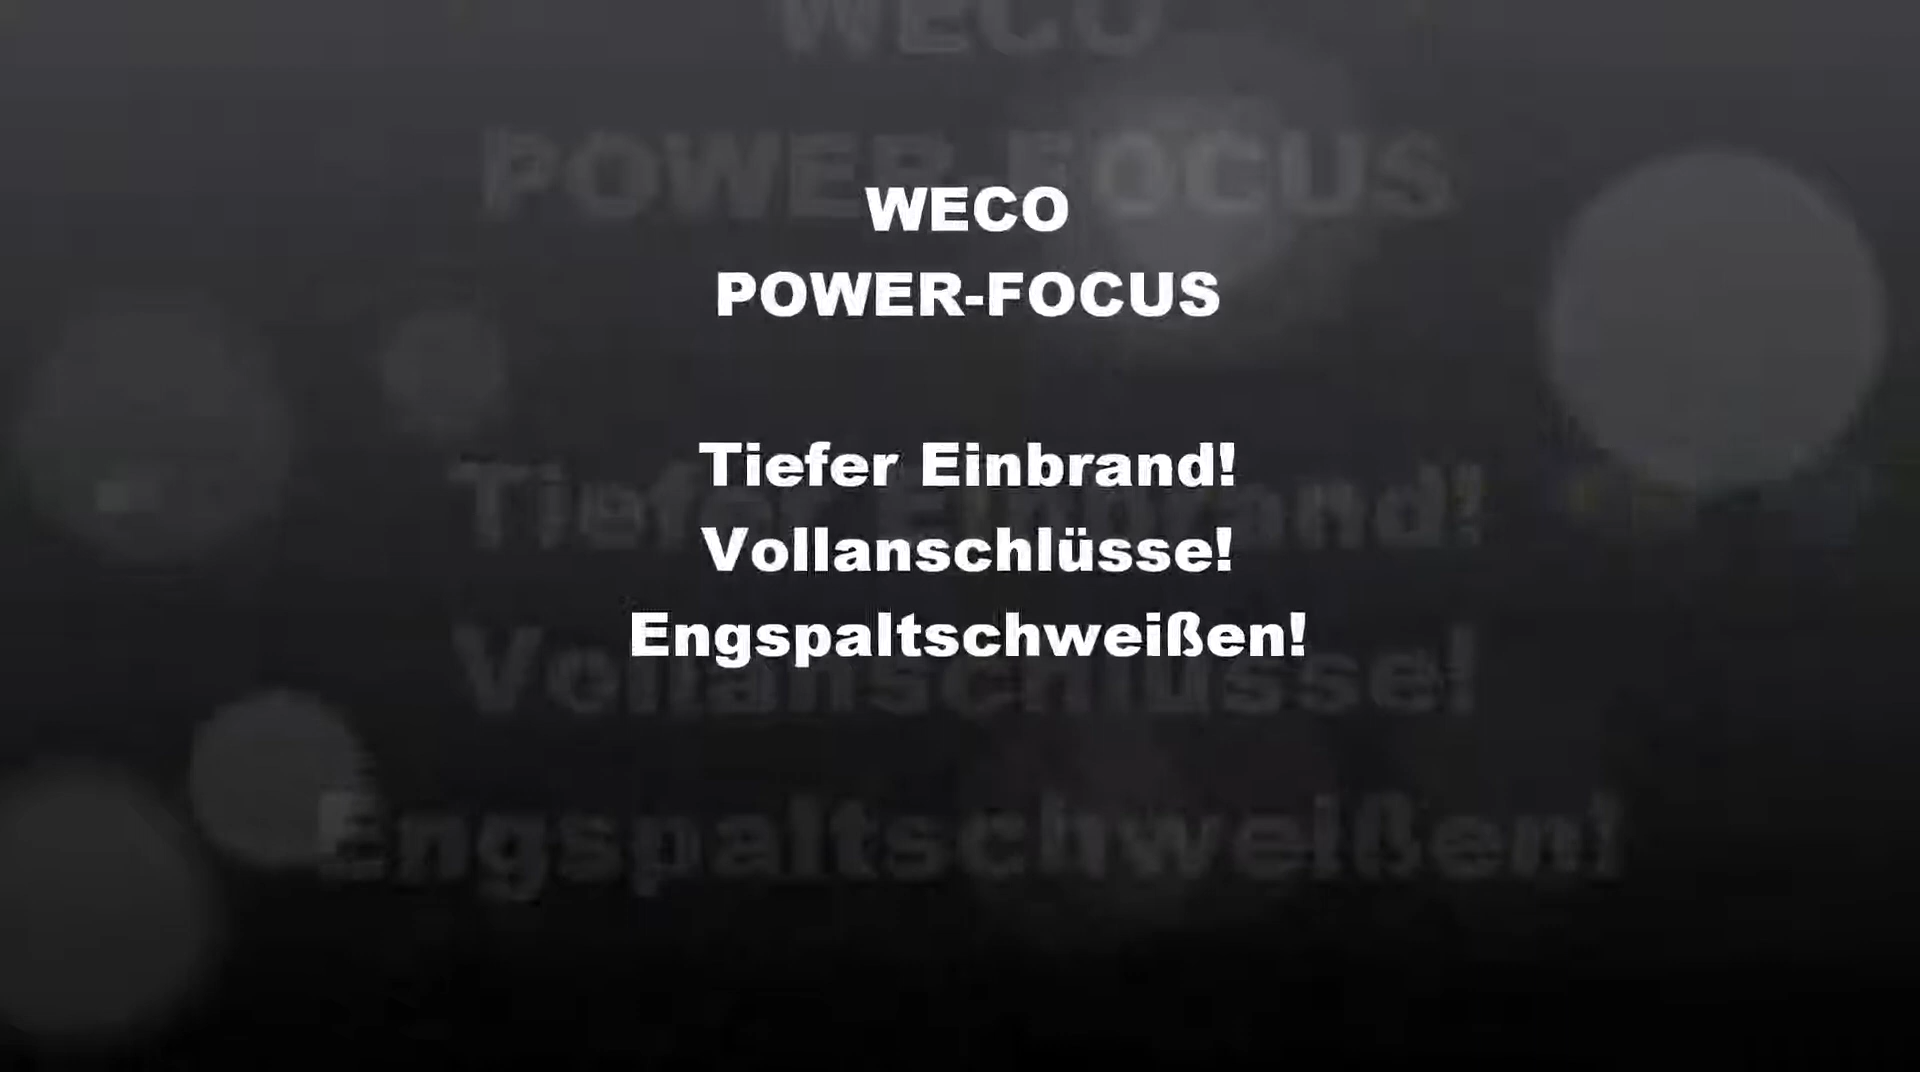 WECO
POWER-FOCUS
Tiefer Einbrand!
Vollanschlüsse!
Engspaltschweißen!